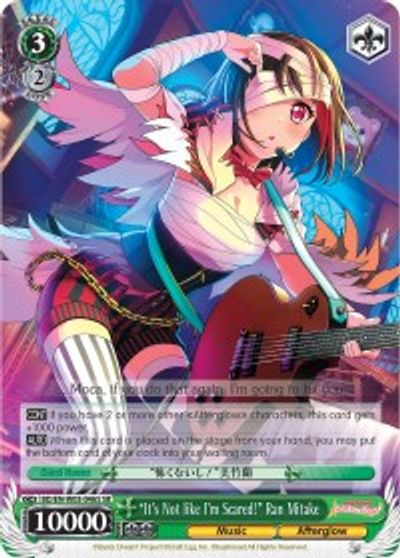 3
2
Moca, If you do that again, I'm going to hit you.
CONT If you have 2 or more other «Afterglow» characters, this card gets
+1000 power.
AUTO When this card is placed on the stage from your hand, you may put
the bottom card of your clock into your waiting room.
Card Name
"怖くないし！"美竹蘭
10000
"It's Not like I'm Scared!" Ran Mitake
Music
Afterglow